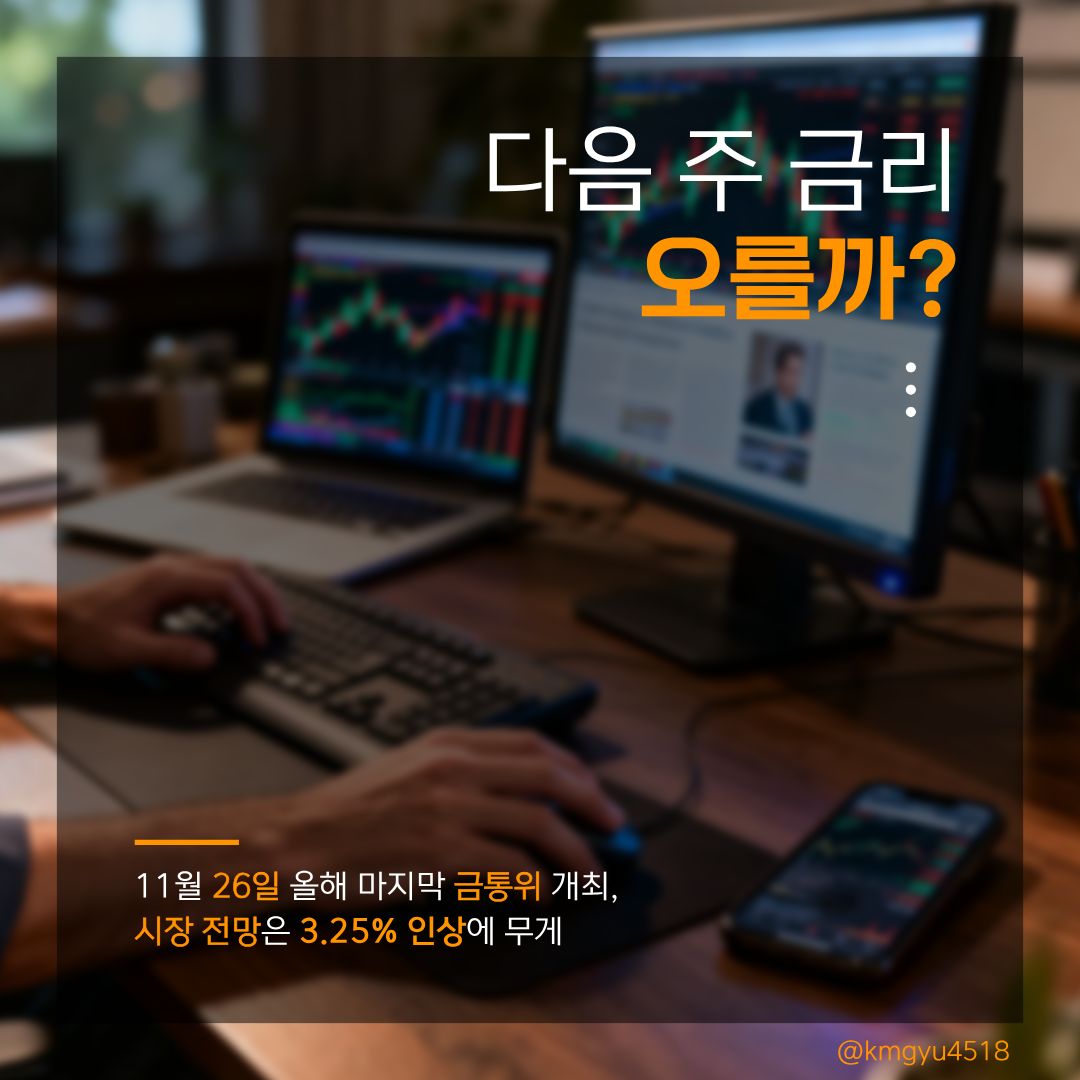 다음 주 금리
오를까?
11월 26일 올해 마지막 금통위 개최,
시장 전망은 3.25% 인상에 무게
@kmgyu4518